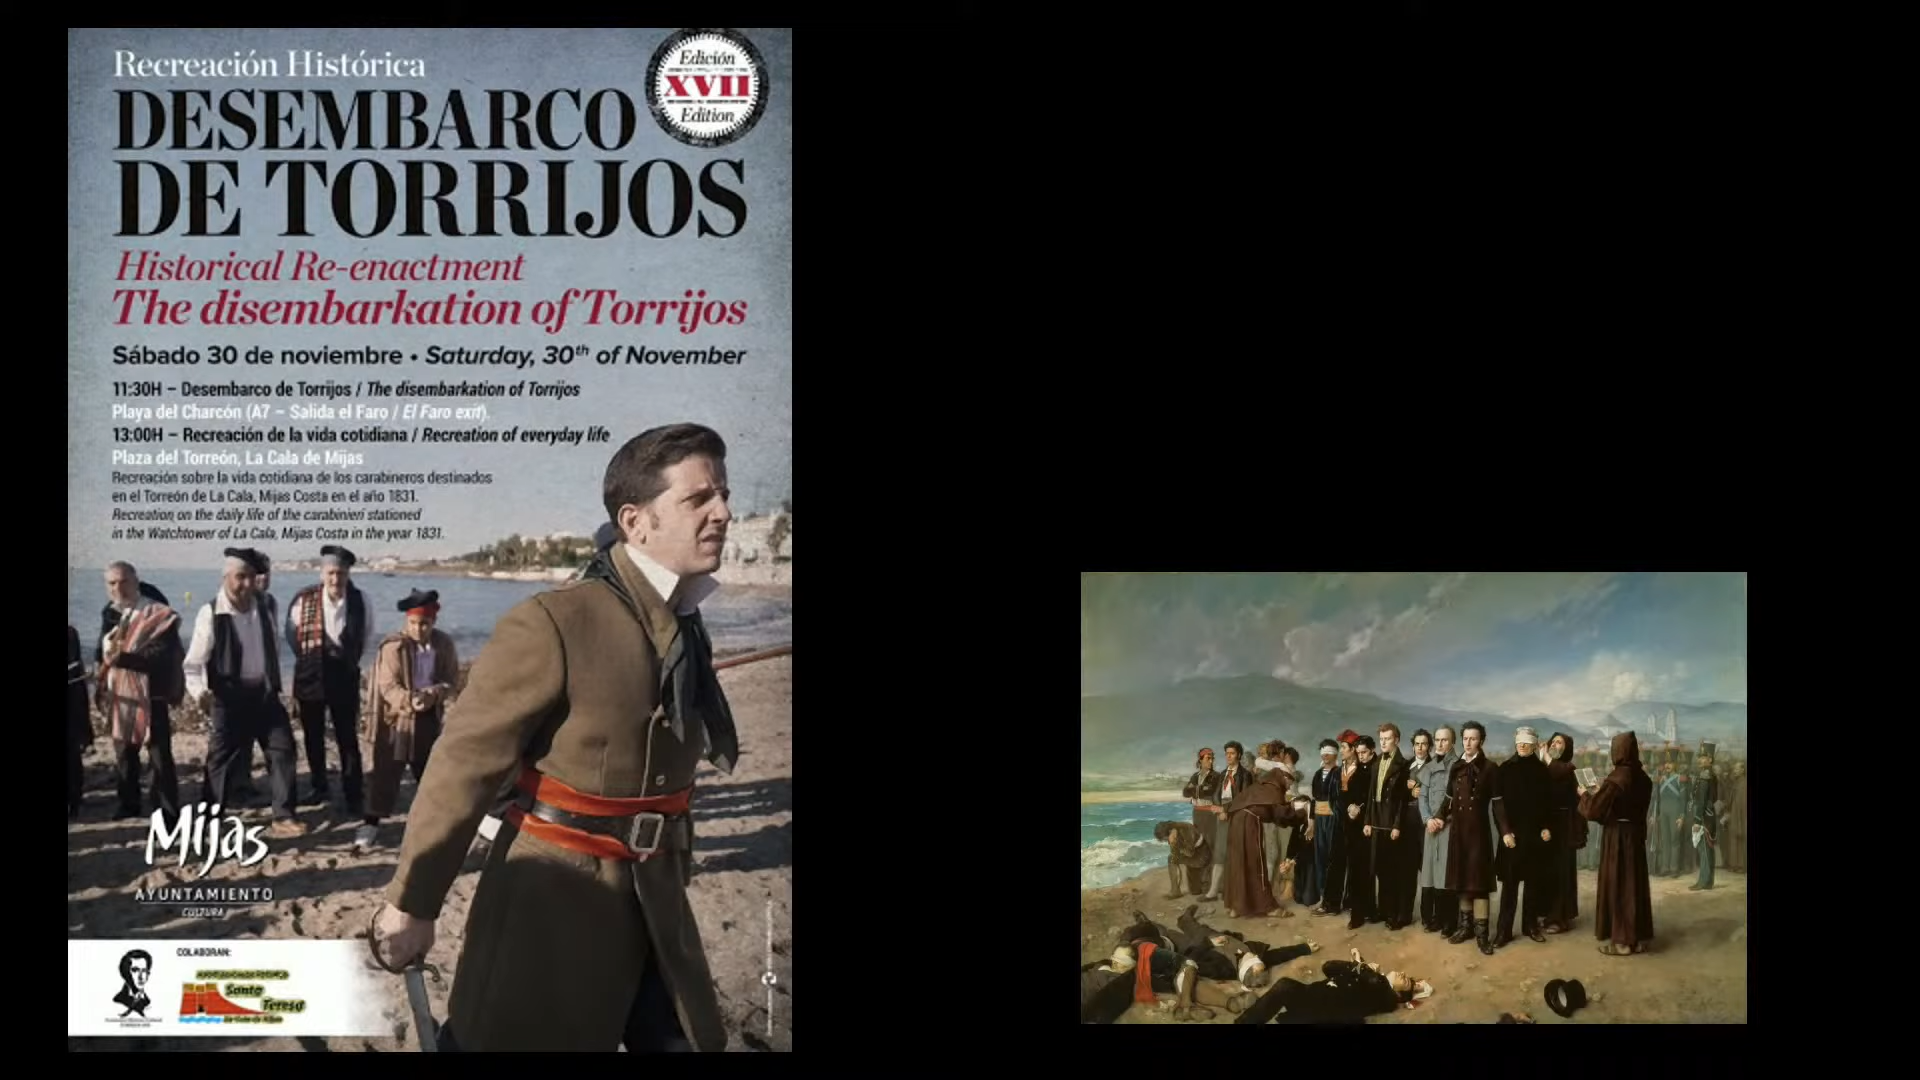 Recreación Histórica
DESEMBARCO
DE TORRIJOS
Edición
XVII
Edition
Historical Re-enactment
The disembarkation of Torrijos
Sábado 30 de noviembre • Saturday, 30th of November
11:30H – Desembarco de Torrijos / The disembarkation of Torrijos
Playa del Charcón (A7 – Salida el Faro / El Faro exit).
13:00H – Recreación de la vida cotidiana / Recreation of everyday life
Plaza del Torreón, La Cala de Mijas
Recreación sobre la vida cotidiana de los carabineros destinados
en el Torreón de La Cala, Mijas Costa en el año 1831.
Recreation on the daily life of the carabinieri stationed
in the Watchtower of La Cala, Mijas Costa in the year 1831.
Mijas
AYUNTAMIENTO
CULTURA
COLABORAN:
Santa
Teresa